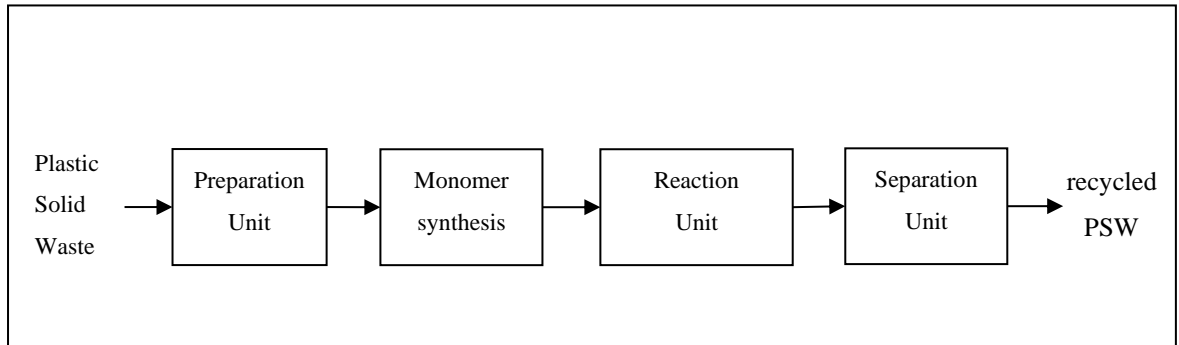 Plastic
Solid
Waste
Preparation
Unit
Monomer
synthesis
Reaction
Unit
Separation
Unit
recycled
PSW